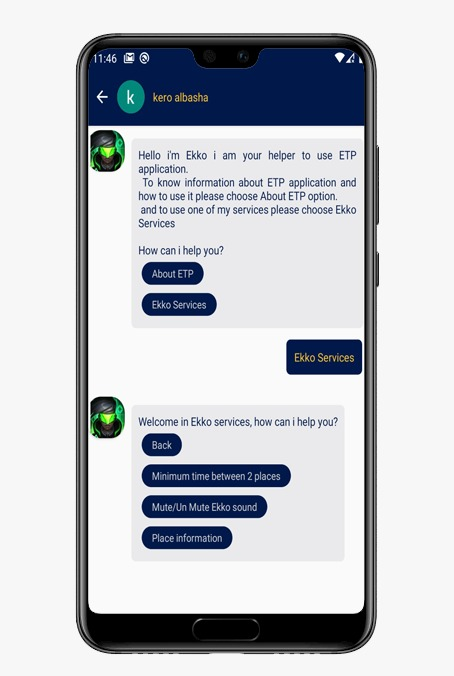 11:46
k
kero albasha
Hello i'm Ekko i am your helper to use ETP
application.
To know information about ETP application and
how to use it please choose About ETP option.
and to use one of my services please choose Ekko
Services
How can i help you?
About ETP
Ekko Services
Ekko Services
Welcome in Ekko services, how can i help you?
Back
Minimum time between 2 places
Mute/Un Mute Ekko sound
Place information